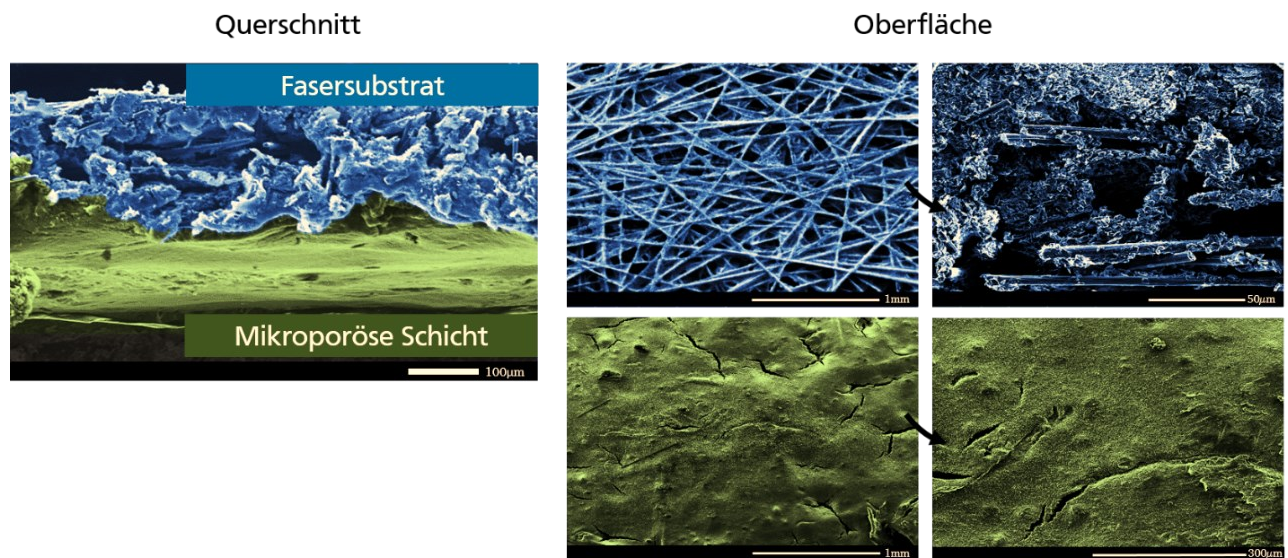 Querschnitt
Oberfläche
Fasersubstrat
Mikroporöse Schicht
100µm
1mm
50µm
1mm
300µm